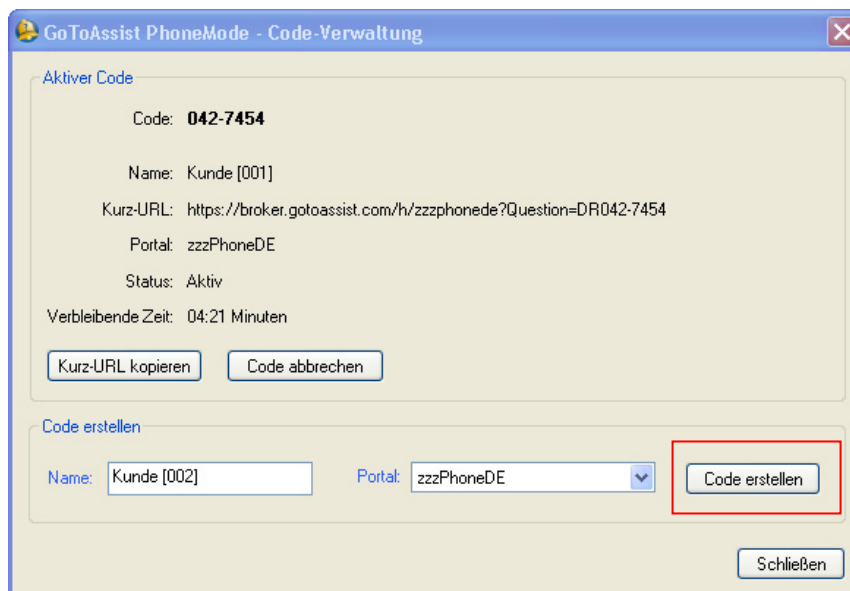 GoToAssist PhoneMode - Code-Verwaltung
Aktiver Code
Code: 042-7454
Name: Kunde [001]
Kurz-URL: https://broker.gotoassist.com/h/zzzphonede?Question=DR042-7454
Portal: zzzPhoneDE
Status: Aktiv
Verbleibende Zeit: 04:21 Minuten
Kurz-URL kopieren Code abbrechen
Code erstellen
Name: Kunde [002] Portal: zzzPhoneDE Code erstellen
Schließen